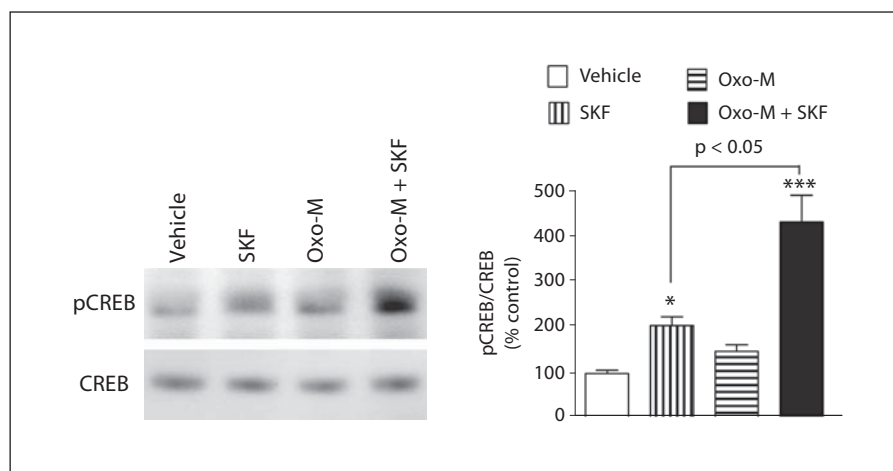 Vehicle
SKF
Oxo-M
Oxo-M + SKF
pCREB
CREB
Vehicle
Oxo-M
SKF
Oxo-M + SKF
p < 0.05
***
*
pCREB/CREB
(% control)
500
400
300
200
100
0